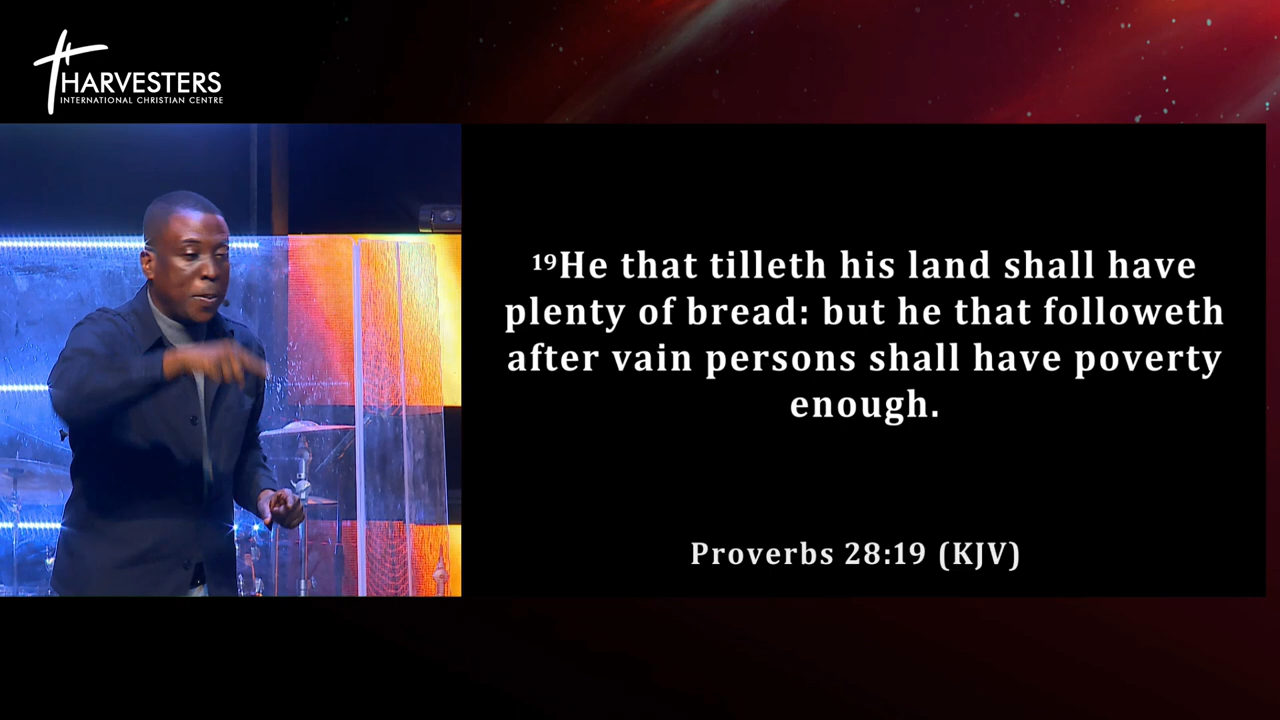 HARVESTERS
INTERNATIONAL CHRISTIAN CENTRE
¹⁹He that tilleth his land shall have
plenty of bread: but he that followeth
after vain persons shall have poverty
enough.
Proverbs 28:19 (KJV)